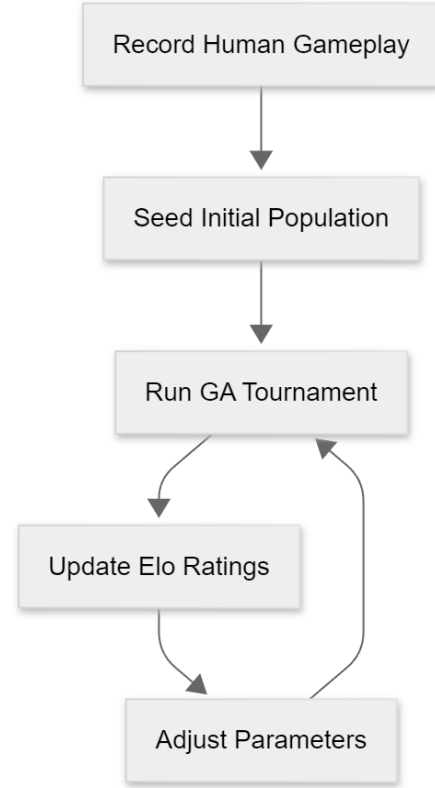 Record Human Gameplay
Seed Initial Population
Run GA Tournament
Update Elo Ratings
Adjust Parameters